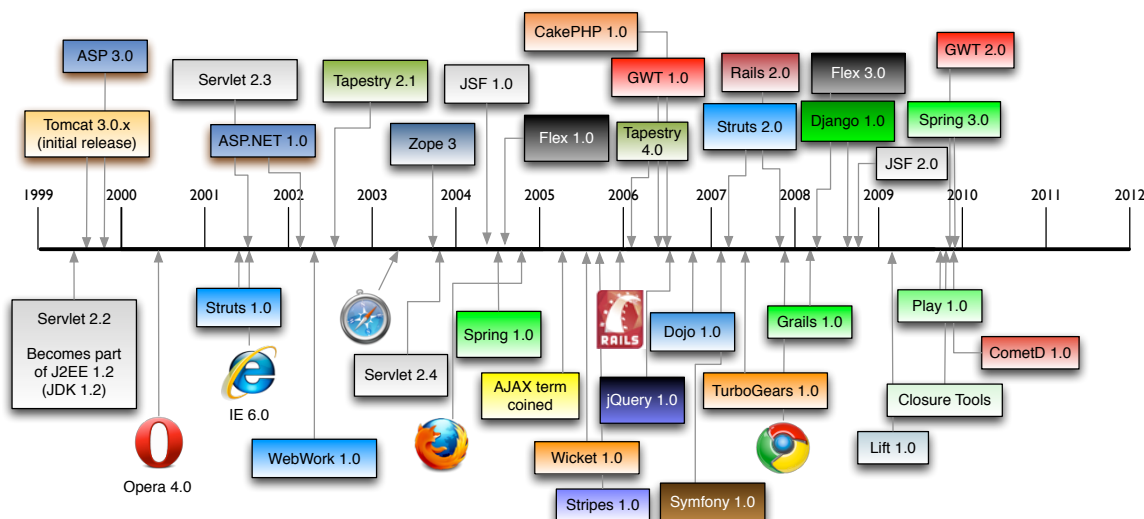 CakePHP 1.0
ASP 3.0
GWT 2.0
Servlet 2.3
Tapestry 2.1
JSF 1.0
GWT 1.0
Rails 2.0
Flex 3.0
Tomcat 3.0.x
(initial release)
ASP.NET 1.0
Zope 3
Flex 1.0
Tapestry
4.0
Struts 2.0
Django 1.0
Spring 3.0
JSF 2.0
1999
2000
2001
2002
2003
2004
2005
2006
2007
2008
2009
2010
2011
2012
Servlet 2.2
Becomes part
of J2EE 1.2
(JDK 1.2)
Struts 1.0
IE 6.0
Opera 4.0
WebWork 1.0
Servlet 2.4
Spring 1.0
AJAX term
coined
RAILS
jQuery 1.0
Wicket 1.0
Stripes 1.0
Dojo 1.0
Symfony 1.0
TurboGears 1.0
Grails 1.0
Play 1.0
CometD 1.0
Closure Tools
Lift 1.0